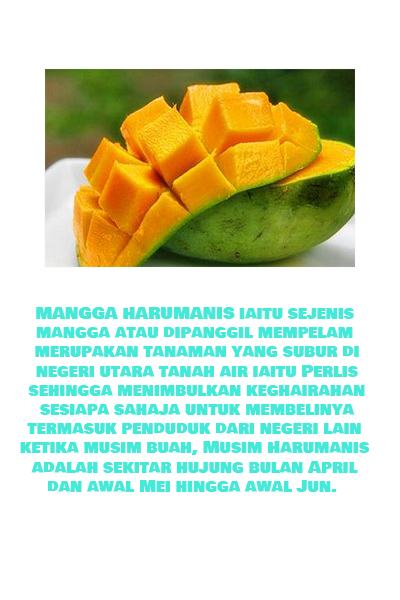 MANGGA HARUMANIS IAITU SEJENIS
MANGGA ATAU DIPANGGIL MEMPELAM
MERUPAKAN TANAMAN YANG SUBUR DI
NEGERI UTARA TANAH AIR IAITU PERLIS
SEHINGGA MENIMBULKAN KEGHAIRAHAN
SESIAPA SAHAJA UNTUK MEMBELINYA
TERMASUK PENDUDUK DARI NEGERI LAIN
KETIKA MUSIM BUAH, MUSIM HARUMANIS
ADALAH SEKITAR HUJUNG BULAN APRIL
DAN AWAL MEI HINGGA AWAL JUN.